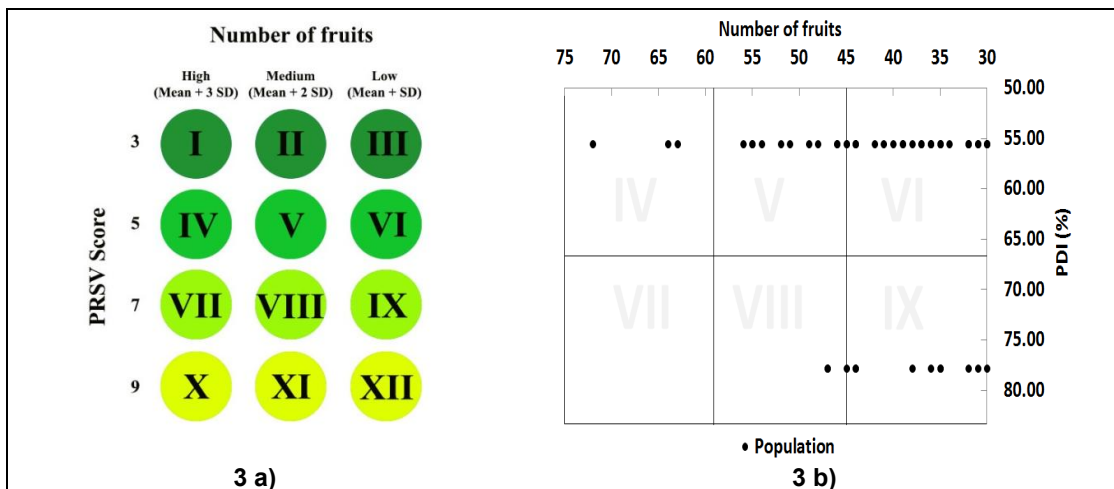 Number of fruits
High Medium Low
(Mean + 3 SD) (Mean + 2 SD) (Mean + SD)
PRSV Score
3 I II III
5 IV V VI
7 VII VIII IX
9 X XI XII
3 a)
Number of fruits
75 70 65 60 55 50 45 40 35 30
50.00
55.00
60.00
65.00
70.00
75.00
80.00
PDI (%)
IV V VI
VII VIII IX
• Population
3 b)